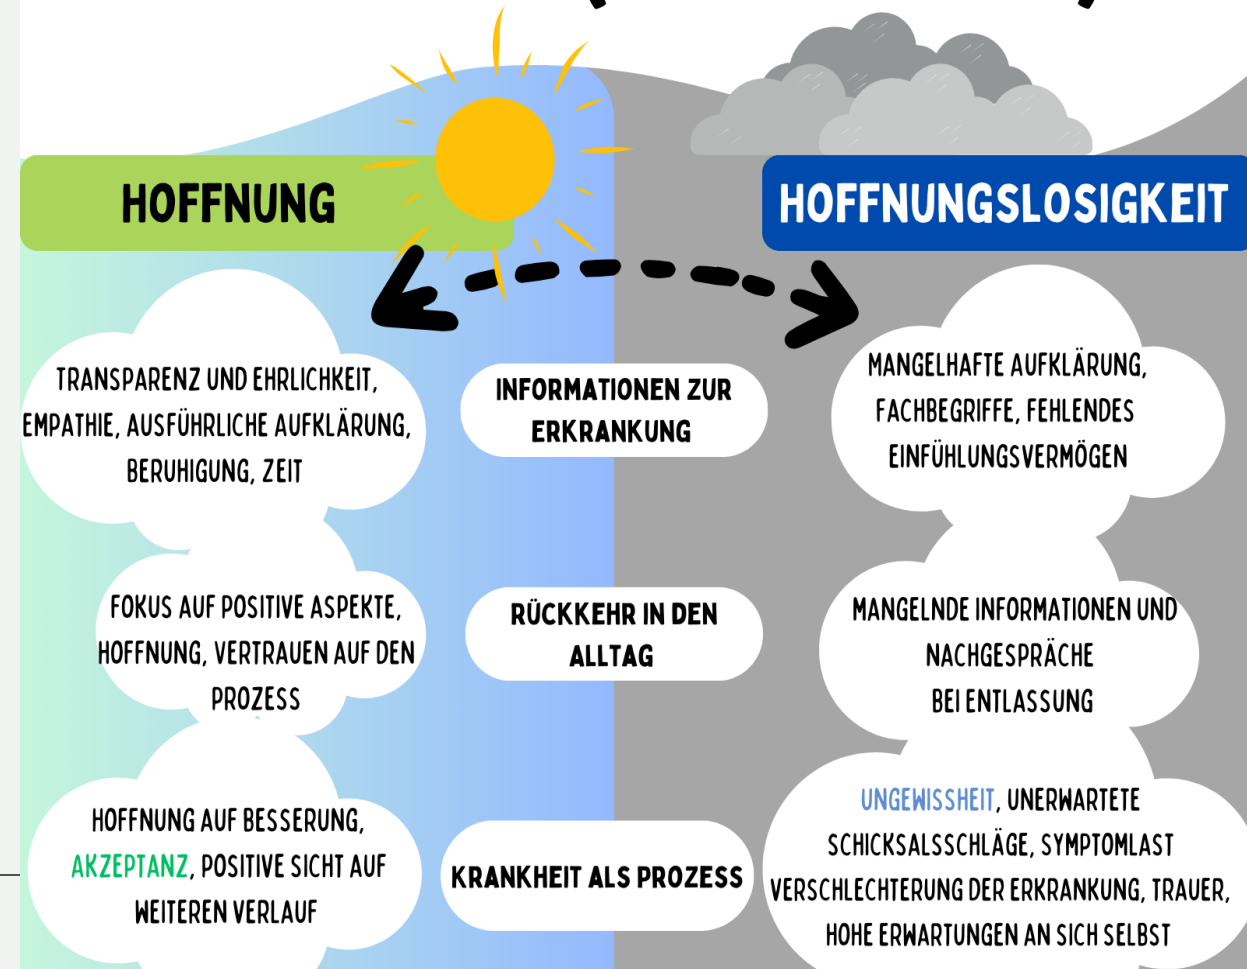 HOFFNUNG
HOFFNUNGSLOSIGKEIT
TRANSPARENZ UND EHRLICHKEIT,
EMPATHIE, AUSFÜHRLICHE AUFKLÄRUNG,
BERUHIGUNG, ZEIT
INFORMATIONEN ZUR
ERKRANKUNG
MANGELHAFTE AUFKLÄRUNG,
FACHBEGRIFFE, FEHLENDES
EINFÜHLUNGSVERMÖGEN
FOKUS AUF POSITIVE ASPEKTE,
HOFFNUNG, VERTRAUEN AUF DEN
PROZESS
RÜCKKEHR IN DEN
ALLTAG
MANGELNDE INFORMATIONEN UND
NACHGESPRÄCHE
BEI ENTLASSUNG
HOFFNUNG AUF BESSERUNG,
AKZEPTANZ, POSITIVE SICHT AUF
WEITEREN VERLAUF
KRANKHEIT ALS PROZESS
UNGEWISSHEIT, UNERWARTETE
SCHICKSALSSCHLÄGE, SYMPTOMLAST
VERSCHLECHTERUNG DER ERKRANKUNG, TRAUER,
HOHE ERWARTUNGEN AN SICH SELBST